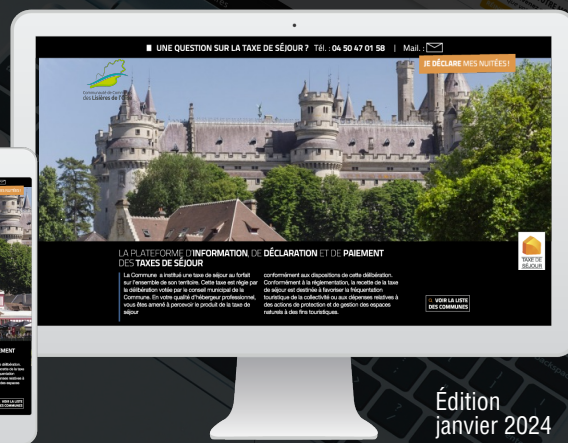 UNE QUESTION SUR LA TAXE DE SÉJOUR ? Tél. : 04 50 47 01 58 | Mail. :
JE DÉCLARE MES NUITÉES !
des Lisières de l'Oise
LA PLATEFORME D'INFORMATION, DE DÉCLARATION ET DE PAIEMENT
DES TAXES DE SÉJOUR
La Commune a institué une taxe de séjour au forfait
sur l'ensemble de son territoire. Cette taxe est régie par
la délibération votée par le conseil municipal de la
Commune. En votre qualité d'hébergeur professionnel,
vous êtes amené à percevoir le produit de la taxe de
séjour
conformément aux dispositions de cette délibération.
Conformément à la réglementation, la recette de la taxe
de séjour est destinée à favoriser la fréquentation
touristique de la collectivité ou aux dépenses relatives à
des actions de protection et de gestion des espaces
naturels à des fins touristiques.
TAXE DE
SÉJOUR
VOIR LA LISTE
DES COMMUNES
VOIR LA LISTE
DES COMMUNES
Édition
janvier 2024